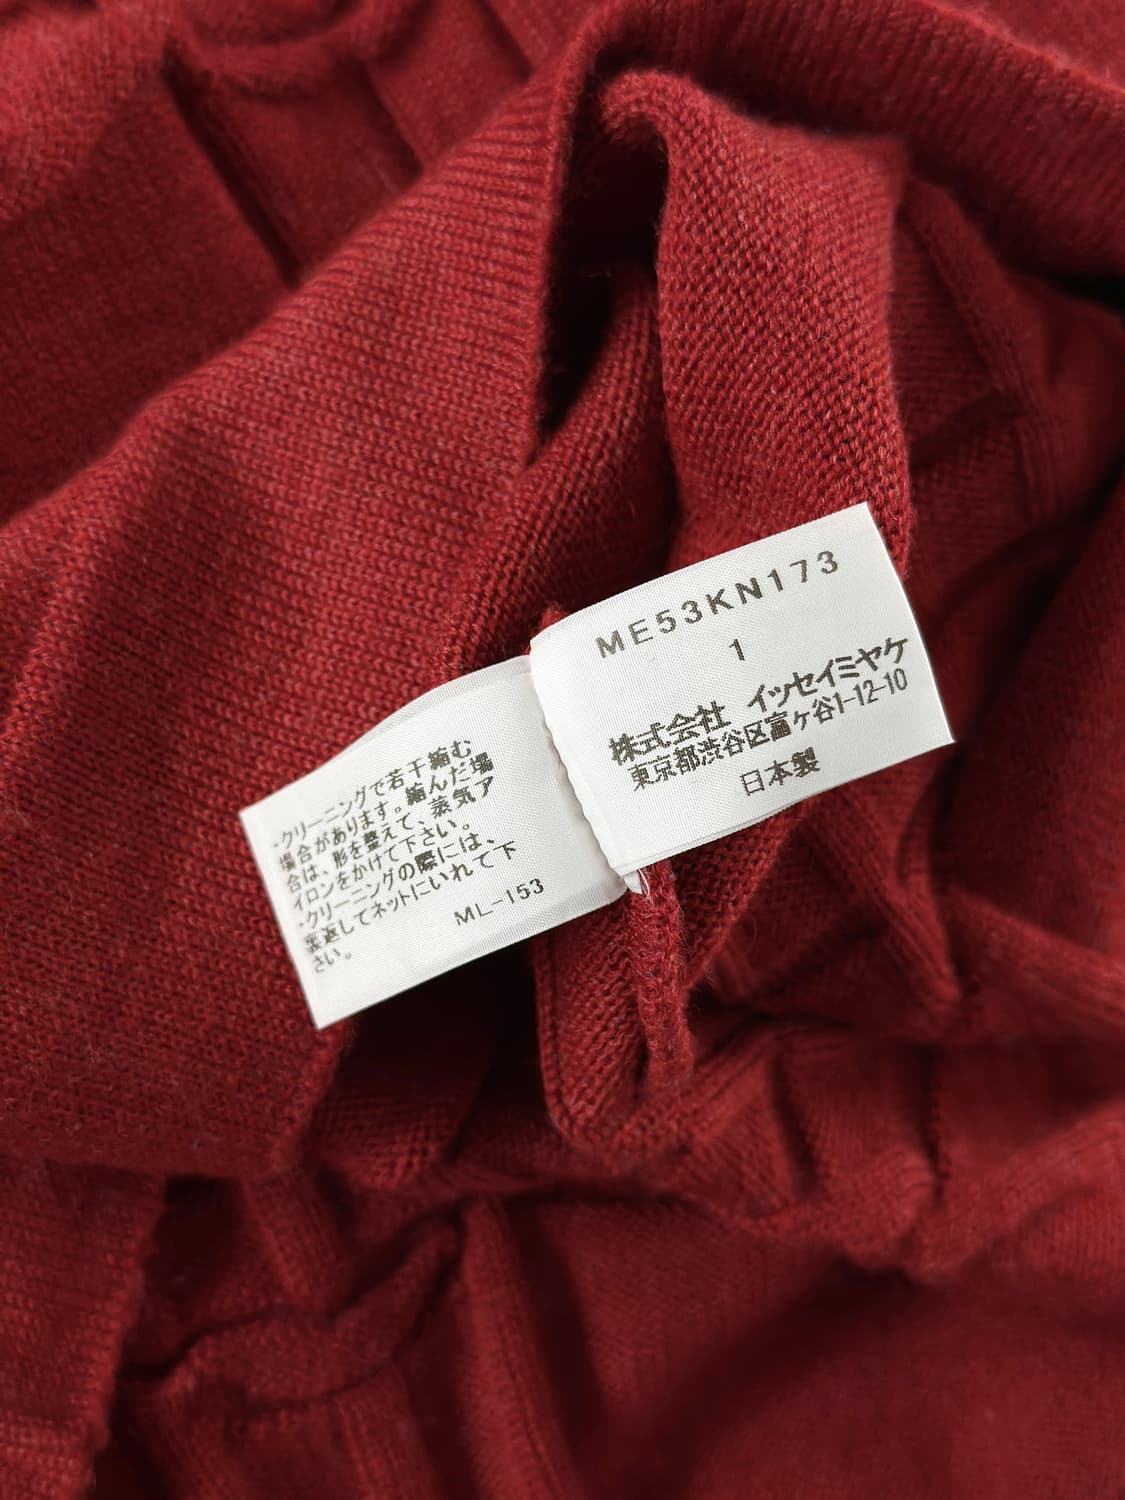 ME53KN173
1
株式会社 イッセイミヤケ
東京都渋谷区富ヶ谷1-12-10
日本製
・クリーニングで若干縮む
場合があります。縮んだ場
合は、形を整えて、蒸気ア
イロンをかけて下さい。
・クリーニングの際には、
裏返してネットにいれて下
さい。
ML-153